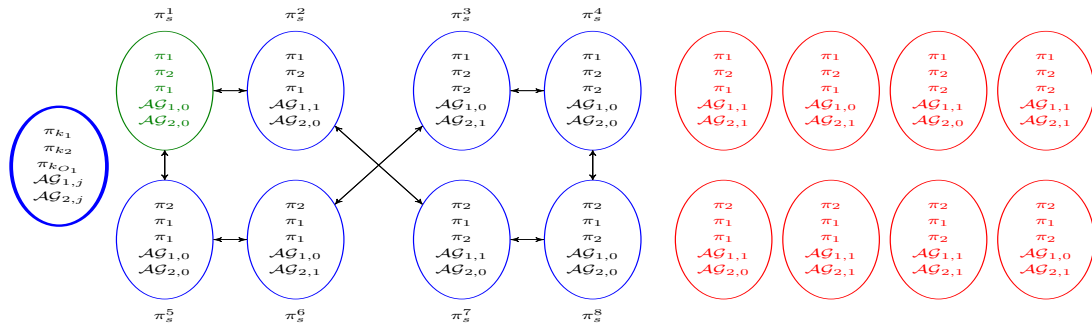 π_s^1 π_s^2 π_s^3 π_s^4
π_{k_1}
π_{k_2}
π_{k_{O_1}}
𝒜𝒢_{1,j}
𝒜𝒢_{2,j}
π_1 π_1 π_1 π_1 π_1 π_1 π_1 π_1
π_2 π_2 π_2 π_2 π_2 π_2 π_2 π_2
π_1 π_1 π_2 π_2 π_1 π_2 π_2 π_2
𝒜𝒢_{1,0} 𝒜𝒢_{1,1} 𝒜𝒢_{1,0} 𝒜𝒢_{1,0} 𝒜𝒢_{1,1} 𝒜𝒢_{1,0} 𝒜𝒢_{1,1} 𝒜𝒢_{1,1}
𝒜𝒢_{2,0} 𝒜𝒢_{2,0} 𝒜𝒢_{2,1} 𝒜𝒢_{2,0} 𝒜𝒢_{2,1} 𝒜𝒢_{2,1} 𝒜𝒢_{2,0} 𝒜𝒢_{2,1}
π_2 π_2 π_2 π_2 π_2 π_2 π_2 π_2
π_1 π_1 π_1 π_1 π_1 π_1 π_1 π_1
π_1 π_1 π_2 π_2 π_1 π_1 π_2 π_2
𝒜𝒢_{1,0} 𝒜𝒢_{1,0} 𝒜𝒢_{1,1} 𝒜𝒢_{1,0} 𝒜𝒢_{1,1} 𝒜𝒢_{1,1} 𝒜𝒢_{1,1} 𝒜𝒢_{1,0}
𝒜𝒢_{2,0} 𝒜𝒢_{2,1} 𝒜𝒢_{2,0} 𝒜𝒢_{2,0} 𝒜𝒢_{2,0} 𝒜𝒢_{2,1} 𝒜𝒢_{2,1} 𝒜𝒢_{2,1}
π_s^5 π_s^6 π_s^7 π_s^8